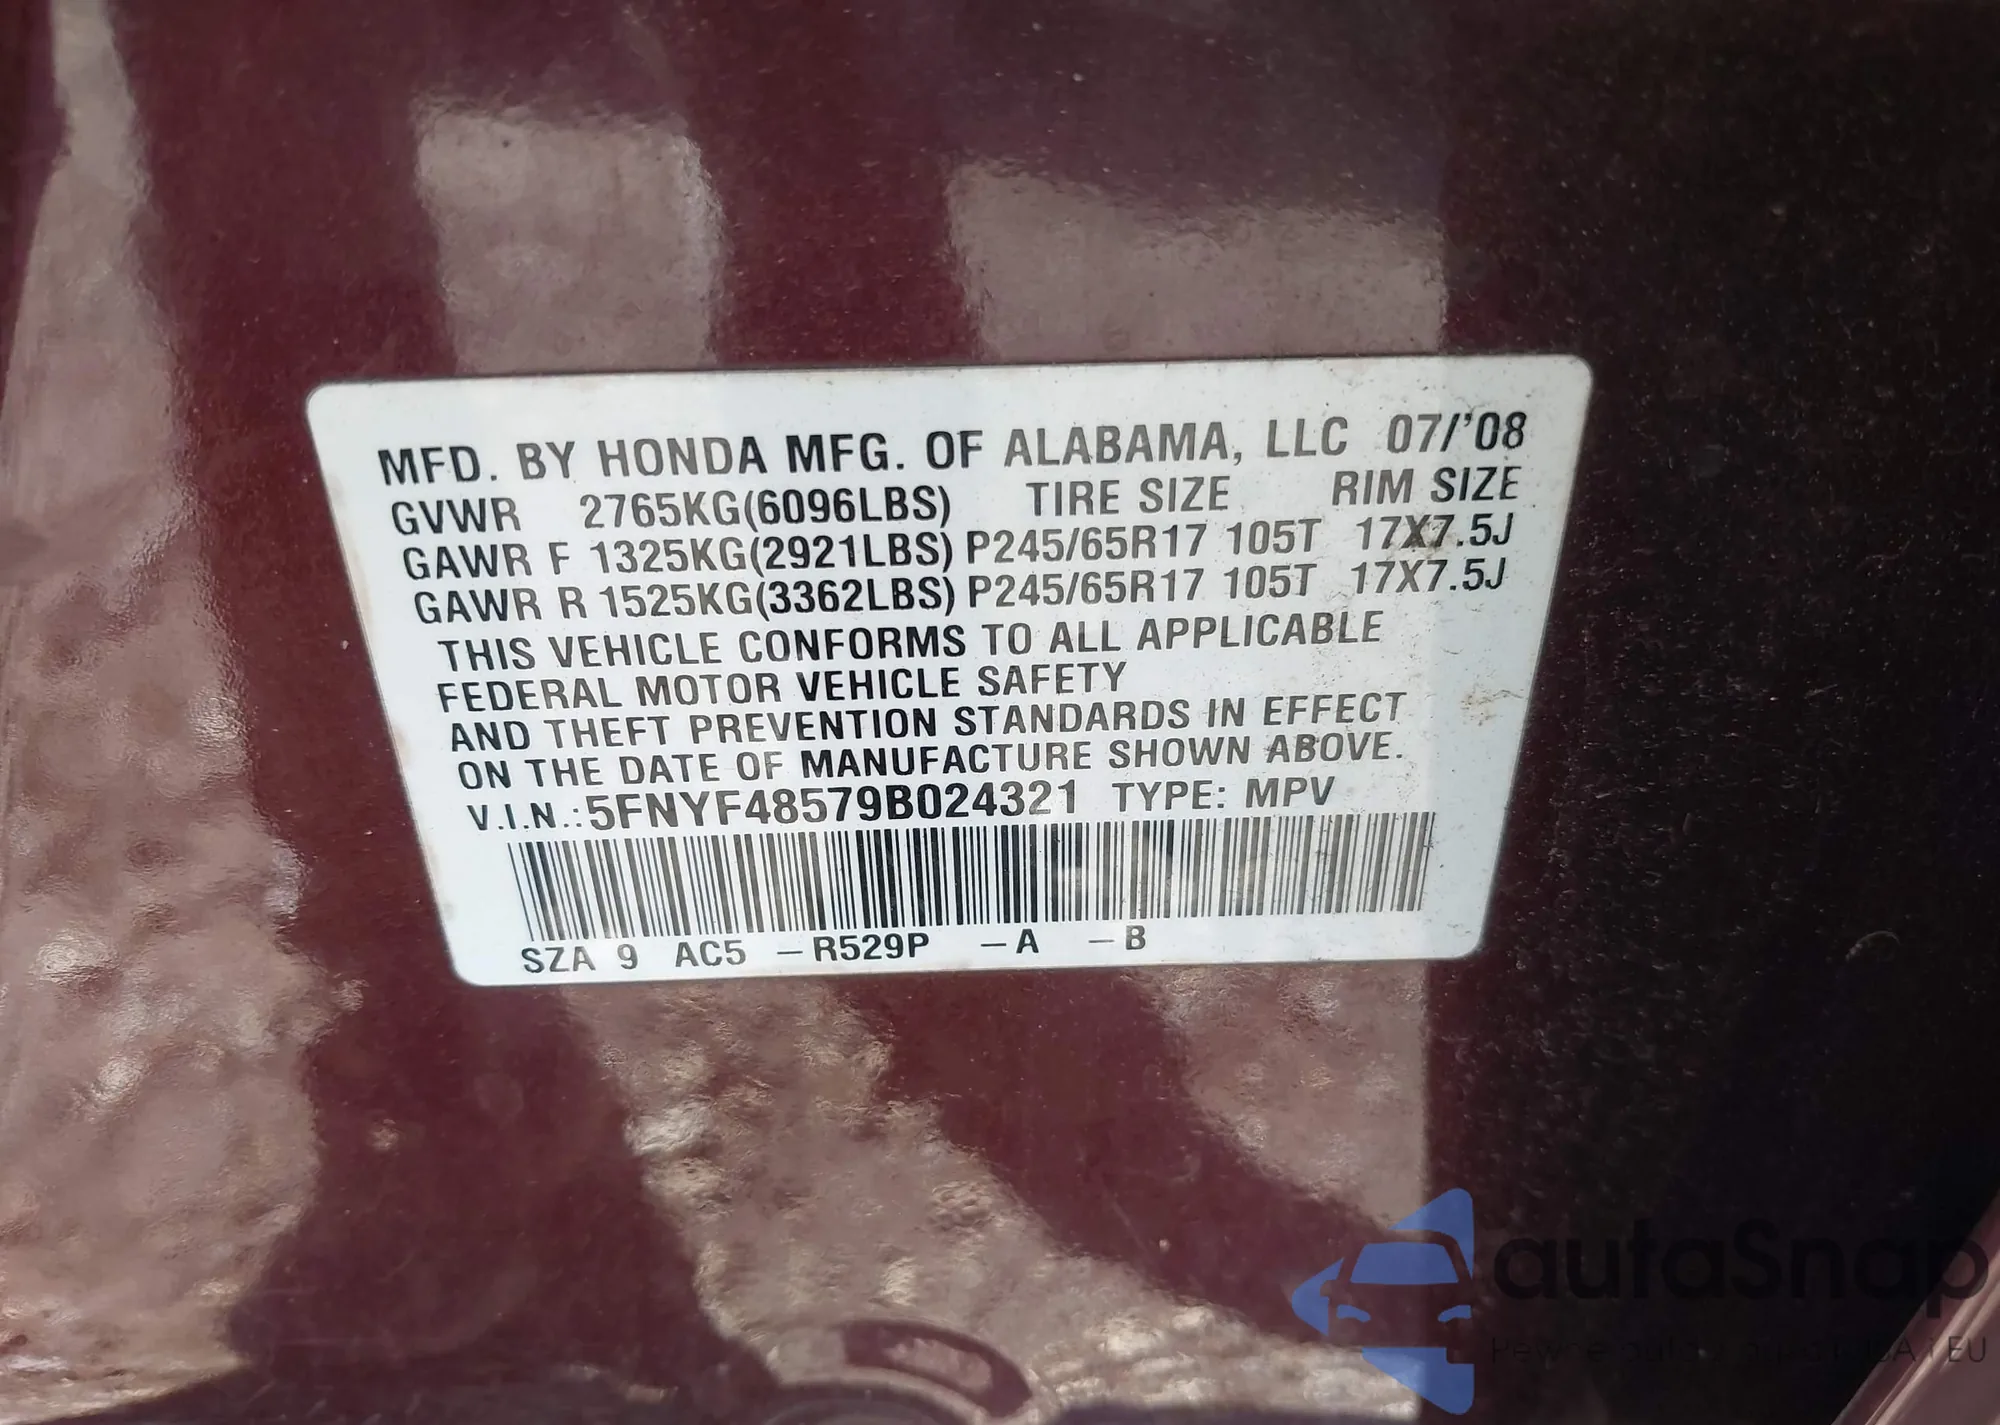 MFD. BY HONDA MFG. OF ALABAMA, LLC 07/'08
GVWR 2765KG(6096LBS) TIRE SIZE RIM SIZE
GAWR F 1325KG(2921LBS) P245/65R17 105T 17X7.5J
GAWR R 1525KG(3362LBS) P245/65R17 105T 17X7.5J
THIS VEHICLE CONFORMS TO ALL APPLICABLE
FEDERAL MOTOR VEHICLE SAFETY
AND THEFT PREVENTION STANDARDS IN EFFECT
ON THE DATE OF MANUFACTURE SHOWN ABOVE.
V.I.N.:5FNYF48579B024321 TYPE: MPV
SZA 9 AC5 –R529P –A –B
autaSnap
EU